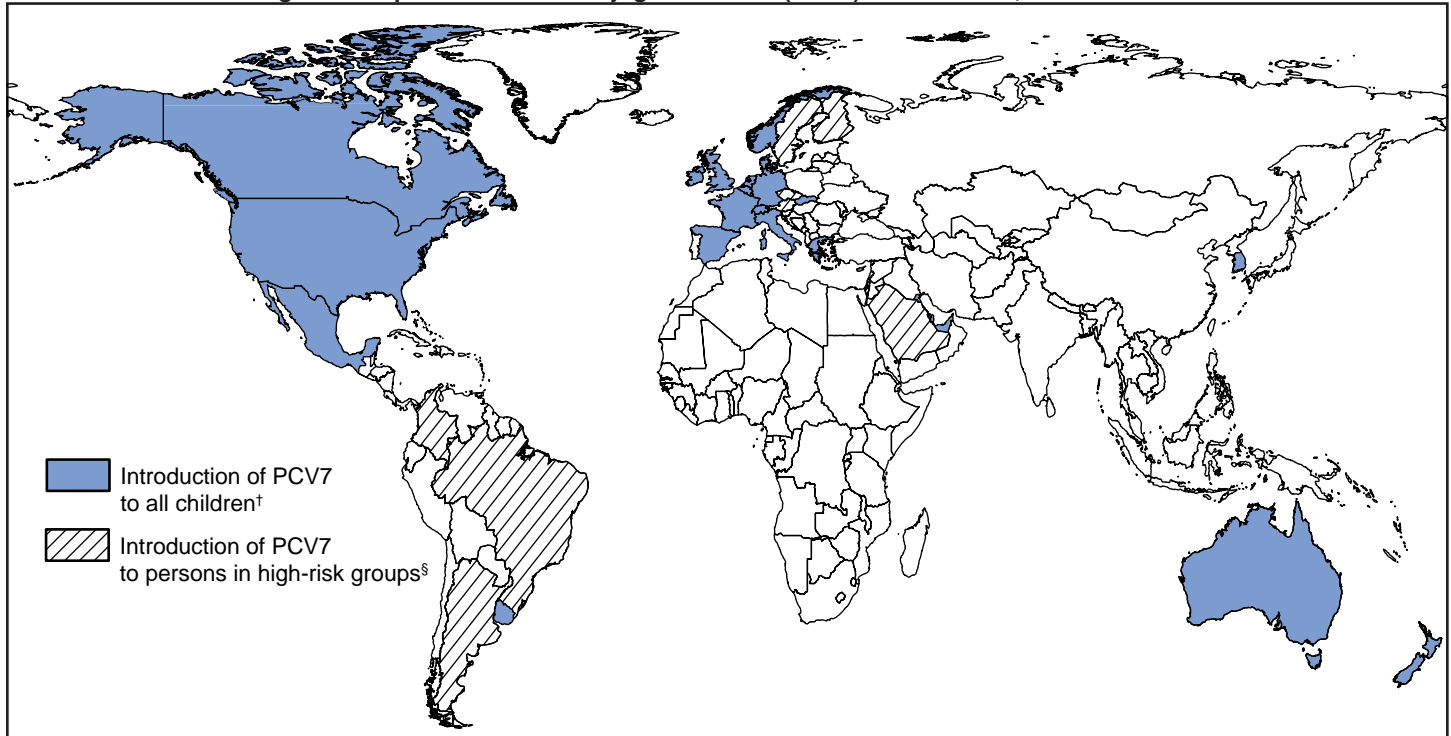 Introduction of PCV7
to all children†
Introduction of PCV7
to persons in high-risk groups§